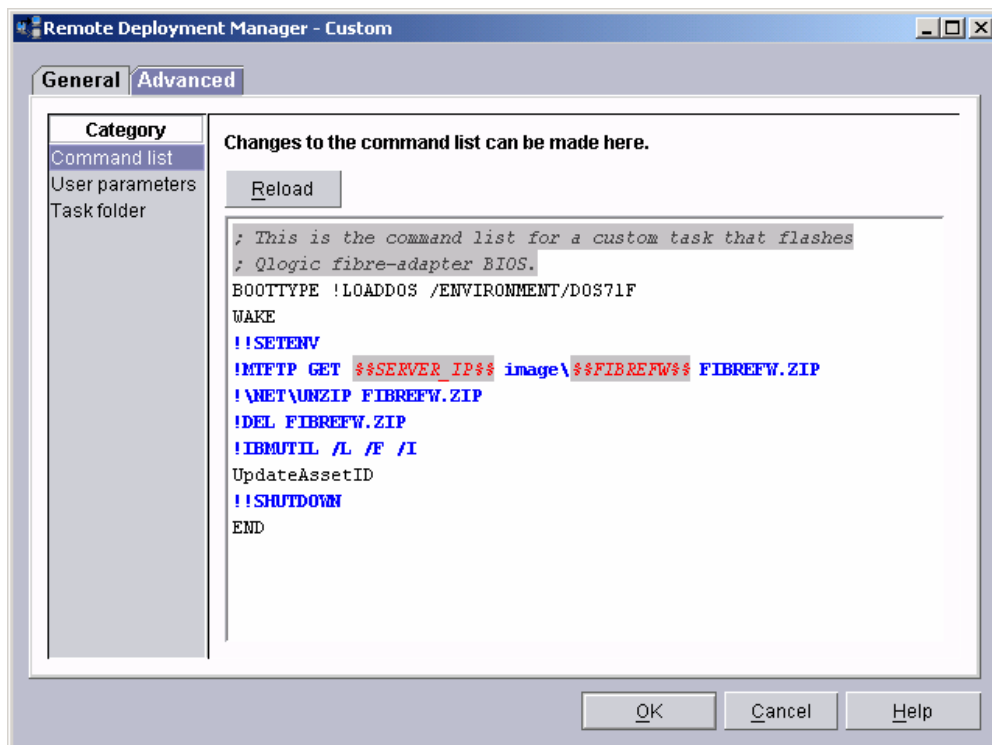 Remote Deployment Manager - Custom
General Advanced
Category
Command list
User parameters
Task folder
Changes to the command list can be made here.
Reload
; This is the command list for a custom task that flashes
; Qlogic fibre-adapter BIOS.
BOOTTYPE !LOADDOS /ENVIRONMENT/DOS71F
WAKE
!!SETENV
!MTFTP GET $$SERVER_IP$$ image\$$FIBREFW$$ FIBREFW.ZIP
!\NET\UNZIP FIBREFW.ZIP
!DEL FIBREFW.ZIP
!IBMUTIL /L /F /I
UpdateAssetID
!!SHUTDOWN
END
OK Cancel Help